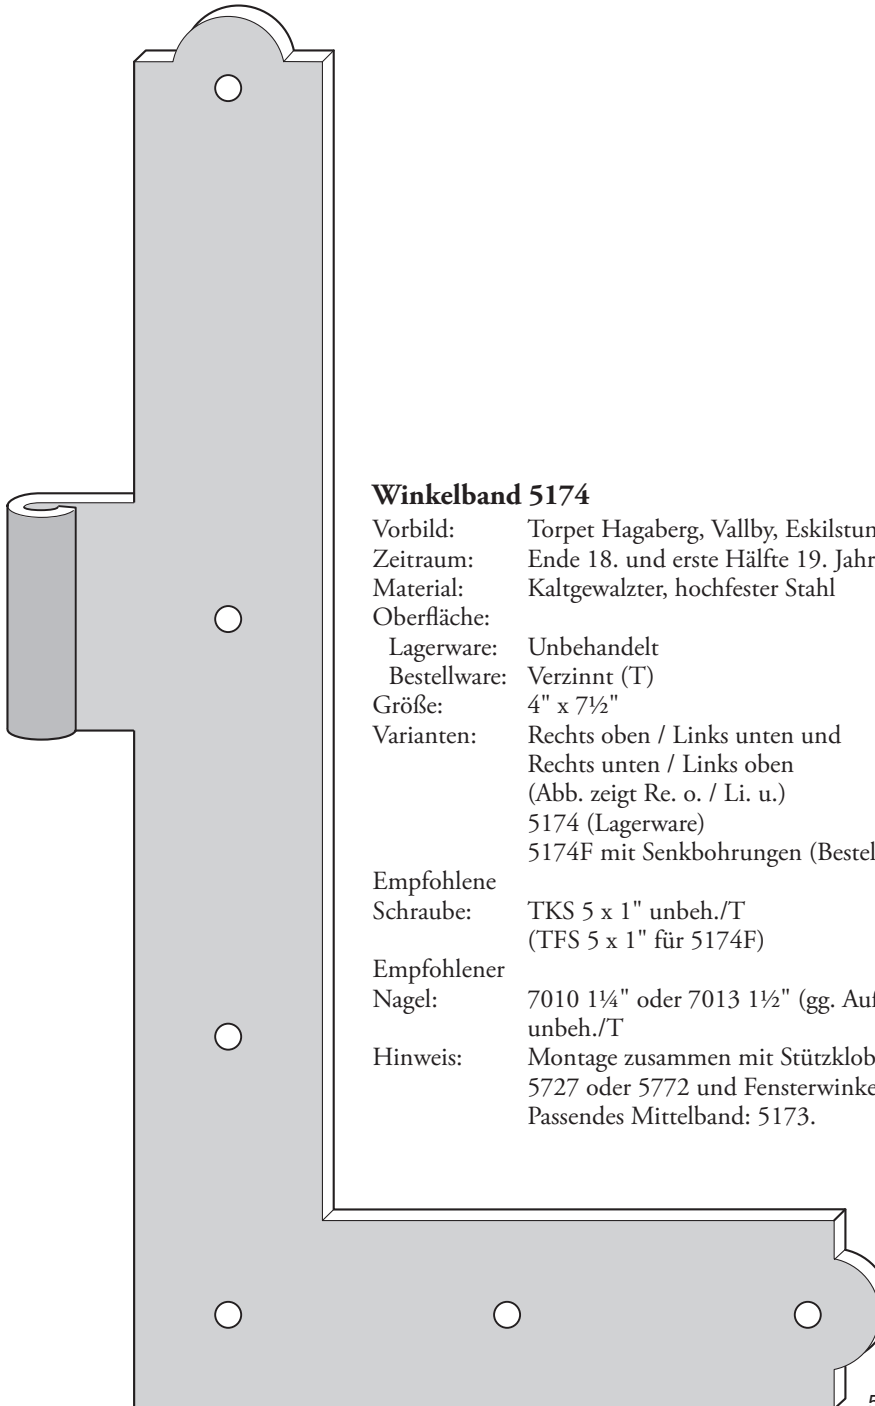 Winkelband 5174
Vorbild: Torpet Hagaberg, Vallby, Eskilstun
Zeitraum: Ende 18. und erste Hälfte 19. Jahr
Material: Kaltgewalzter, hochfester Stahl
Oberfläche:
Lagerware: Unbehandelt
Bestellware: Verzinnt (T)
Größe: 4" x 7½"
Varianten: Rechts oben / Links unten und
Rechts unten / Links oben
(Abb. zeigt Re. o. / Li. u.)
5174 (Lagerware)
5174F mit Senkbohrungen (Bestel
Empfohlene
Schraube: TKS 5 x 1" unbeh./T
(TFS 5 x 1" für 5174F)
Empfohlener
Nagel: 7010 1¼" oder 7013 1½" (gg. Auf
unbeh./T
Hinweis: Montage zusammen mit Stützklob
5727 oder 5772 und Fensterwinke
Passendes Mittelband: 5173.